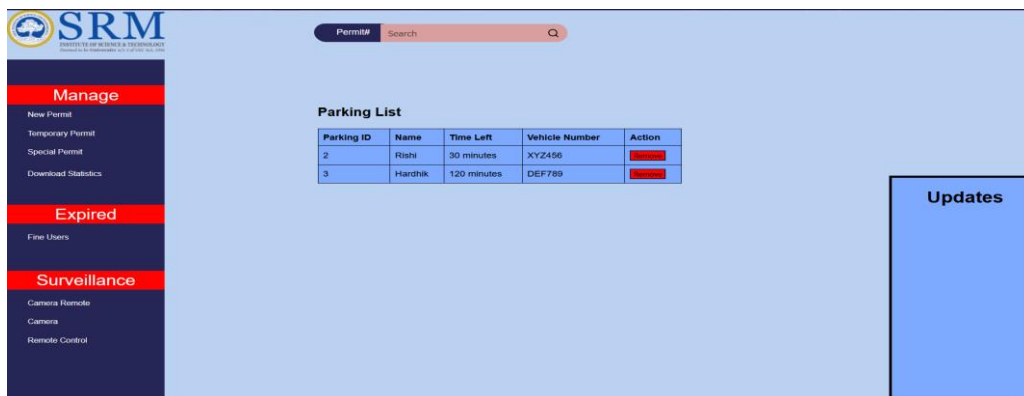 SRM
INSTITUTE OF SCIENCE & TECHNOLOGY
Permit# Search
Manage
New Permit
Temporary Permit
Special Permit
Download Statistics
Expired
Fine Users
Surveillance
Camera Remote
Camera
Remote Control
Parking List
Parking ID Name Time Left Vehicle Number Action
2 Rishi 30 minutes XYZ456 Remove
3 Hardhik 120 minutes DEF789 Remove
Updates